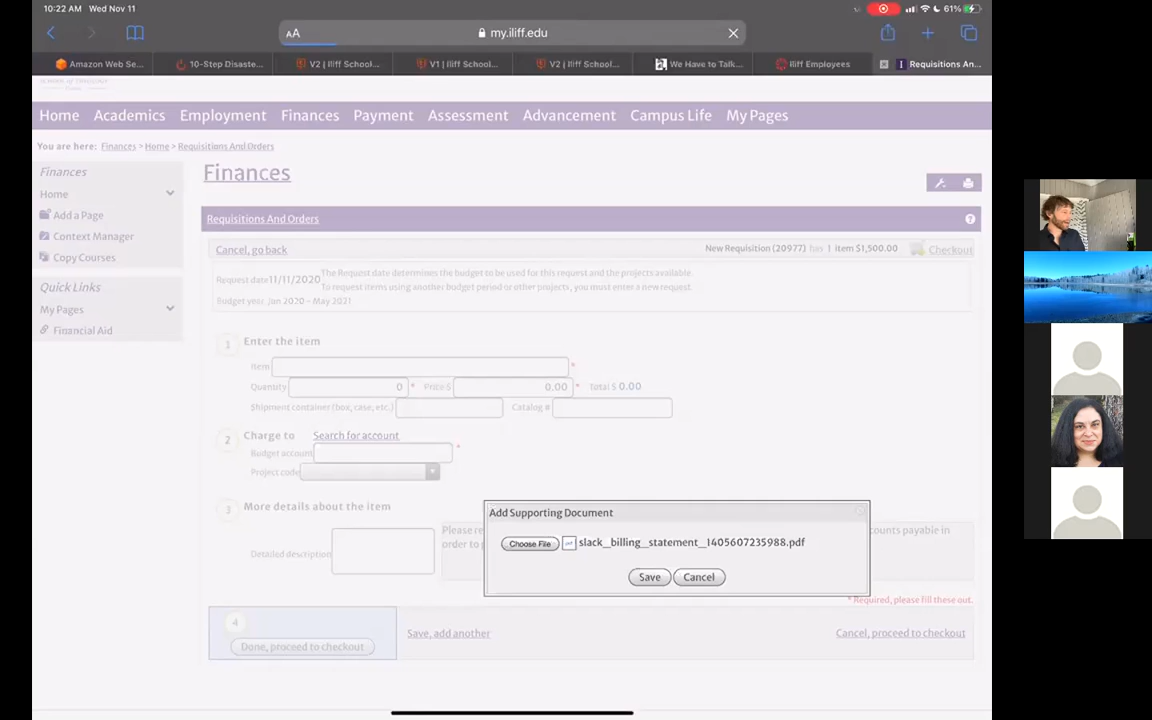 10:22 AM Wed Nov 11
61%
AA
my.iliff.edu
Amazon Web Se...
10-Step Disaste...
V2 | Iliff School...
V1 | Iliff School...
V2 | Iliff School...
We Have to Talk...
Iliff Employees
Requisitions An...
Home Academics Employment Finances Payment Assessment Advancement Campus Life My Pages
You are here: Finances > Home > Requisitions And Orders
Finances
Home
Add a Page
Context Manager
Copy Courses
Quick Links
My Pages
Financial Aid
Finances
Requisitions And Orders
Cancel, go back
New Requisition (20977) has 1 item $1,500.00
Checkout
Request date 11/11/2020 The Request date determines the budget to be used for this request and the projects available.
To request items using another budget period or other projects, you must enter a new request.
Budget year Jun 2020 - May 2021
1 Enter the item
Item *
Quantity 0 * Price $ 0.00 * Total $ 0.00
Shipment container (box, case, etc.) Catalog #
2 Charge to Search for account
Budget account *
Project code
3 More details about the item
Detailed description
Please re
counts payable in
order to p
Add Supporting Document
Choose File slack_billing_statement_1405607235988.pdf
Save Cancel
* Required, please fill these out.
4
Done, proceed to checkout
Save, add another
Cancel, proceed to checkout